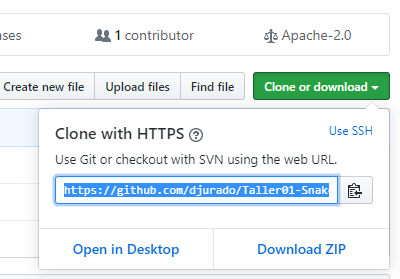 ases 1 contributor Apache-2.0
Create new file Upload files Find file Clone or download
Clone with HTTPS Use SSH
Use Git or checkout with SVN using the web URL.
https://github.com/djurado/Taller01-Snak
Open in Desktop Download ZIP